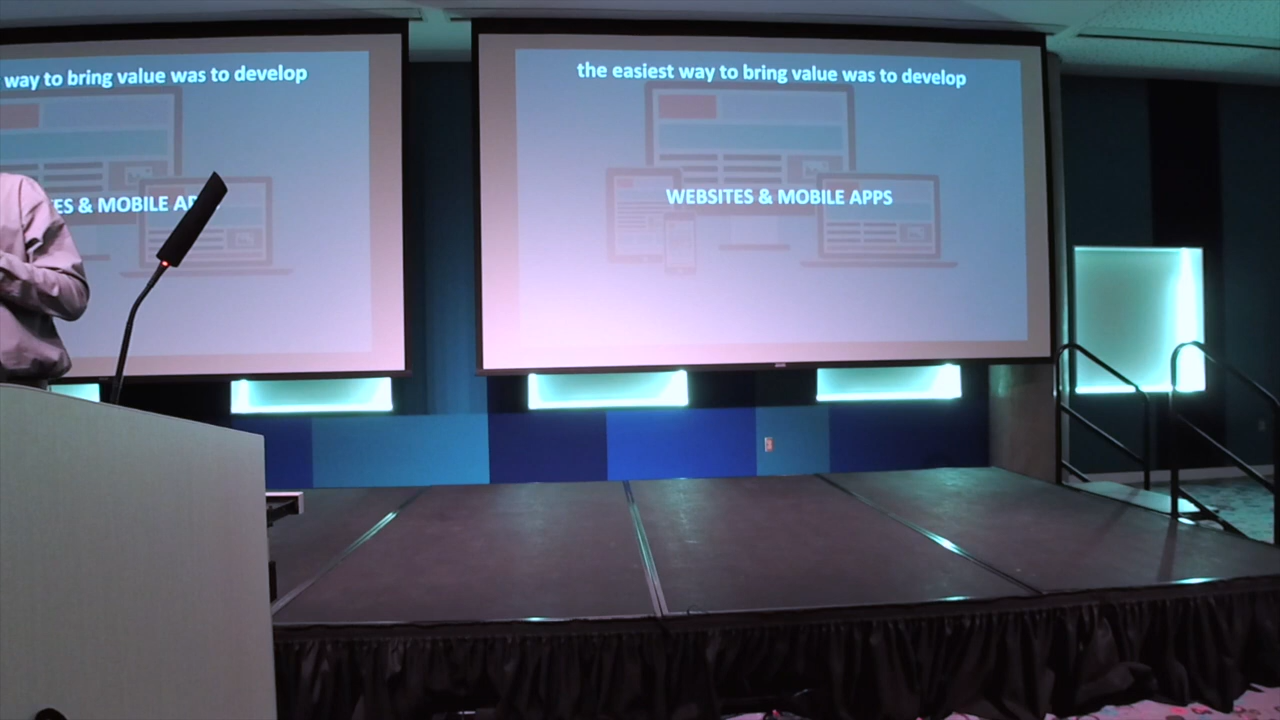 way to bring value was to develop
ES & MOBILE AP
the easiest way to bring value was to develop
WEBSITES & MOBILE APPS